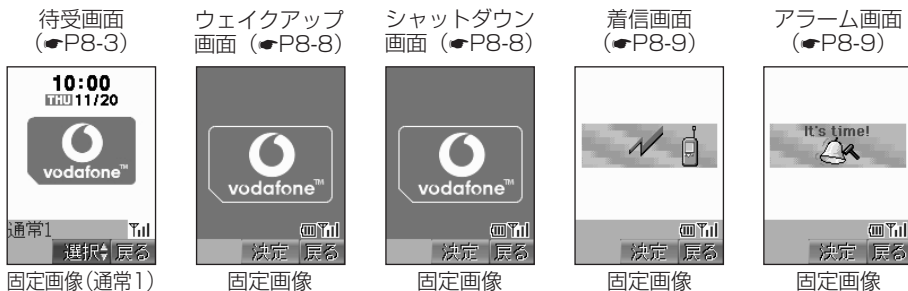 待受画面
(☛P8-3)
ウェイクアップ
画面(☛P8-8)
シャットダウン
画面(☛P8-8)
着信画面
(☛P8-9)
アラーム画面
(☛P8-9)
10:00
THU 11/20
vodafone™
通常1
選択 戻る
固定画像(通常1)
vodafone™
決定 戻る
固定画像
vodafone™
決定 戻る
固定画像
決定 戻る
固定画像
It's time!
決定 戻る
固定画像